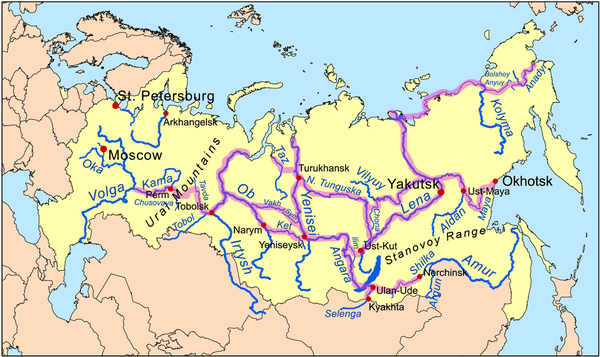 St. Petersburg
Arkhangelsk
Moscow
Oka
Volga
Kama
Perm
Chusovaya
Ural Mountains
Tavda
Tobolsk
Tobol
Irtysh
Ob
Narym
Vakh
Ket
Yeniseysk
Taz
Turukhansk
Yenisei
N. Tunguska
Angara
Ilim
Ust-Kut
Chona
Vilyuy
Lena
Yakutsk
Aldan
Ust-Maya
Maya
Okhotsk
Stanovoy Range
Kolyma
Bolshoy
Anyuy
Anadyr
Shilka
Nerchinsk
Argun
Amur
Ulan-Ude
Kyakhta
Selenga